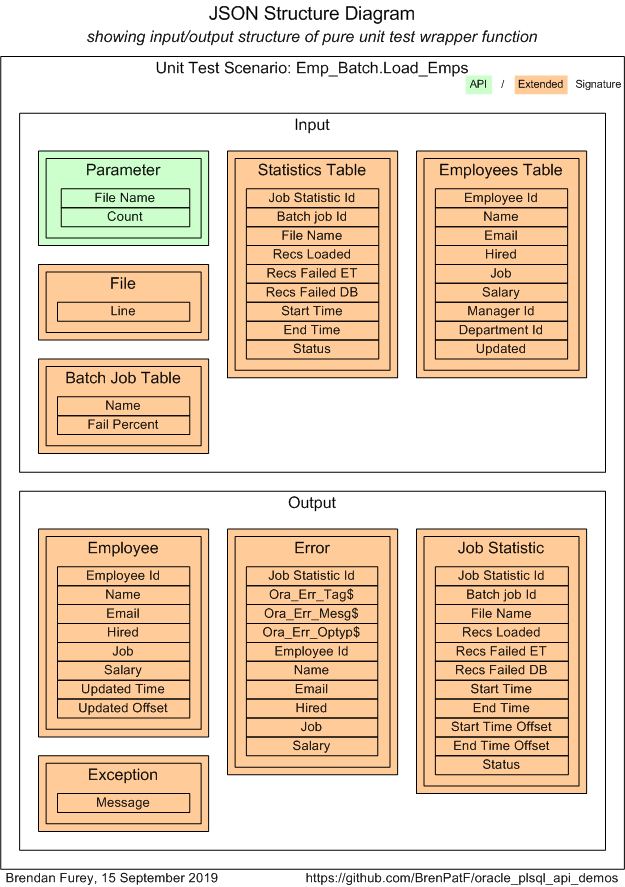 JSON Structure Diagram
showing input/output structure of pure unit test wrapper function
Unit Test Scenario: Emp_Batch.Load_Emps
API / Extended Signature
Input
Parameter
File Name
Count
File
Line
Batch Job Table
Name
Fail Percent
Statistics Table
Job Statistic Id
Batch job Id
File Name
Recs Loaded
Recs Failed ET
Recs Failed DB
Start Time
End Time
Status
Employees Table
Employee Id
Name
Email
Hired
Job
Salary
Manager Id
Department Id
Updated
Output
Employee
Employee Id
Name
Email
Hired
Job
Salary
Updated Time
Updated Offset
Exception
Message
Error
Job Statistic Id
Ora_Err_Tag$
Ora_Err_Mesg$
Ora_Err_Optyp$
Employee Id
Name
Email
Hired
Job
Salary
Job Statistic
Job Statistic Id
Batch job Id
File Name
Recs Loaded
Recs Failed ET
Recs Failed DB
Start Time
End Time
Start Time Offset
End Time Offset
Status
Brendan Furey, 15 September 2019
https://github.com/BrenPatF/oracle_plsql_api_demos